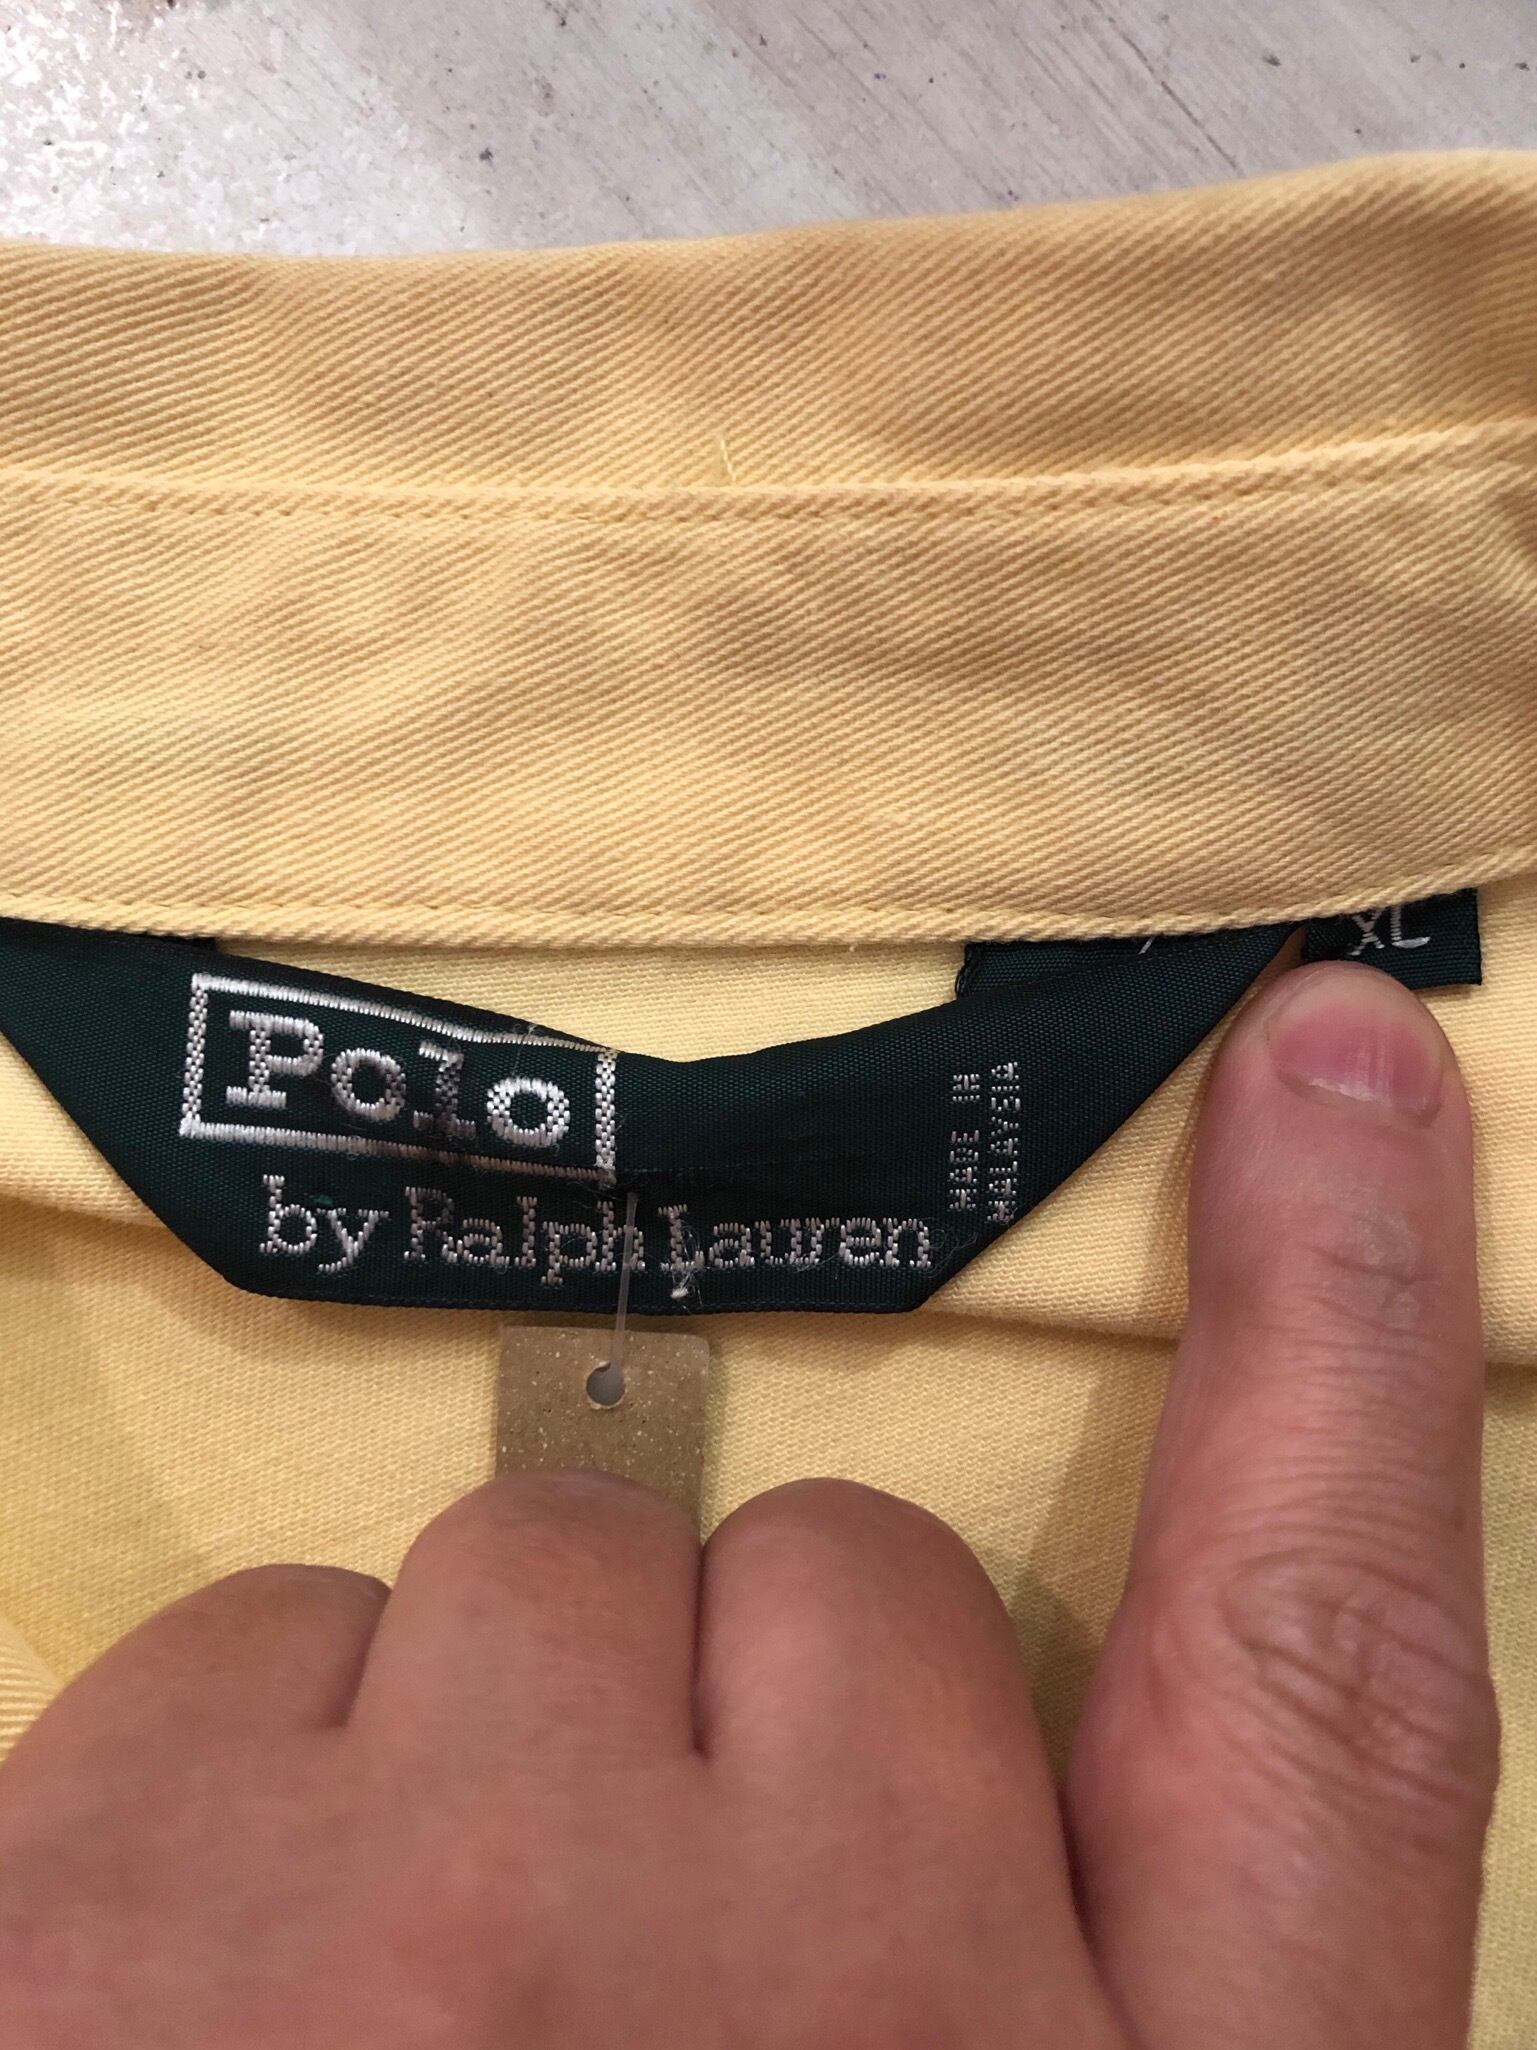 Polo
by Ralph Lauren
MADE IN
MALAYSIA
XL